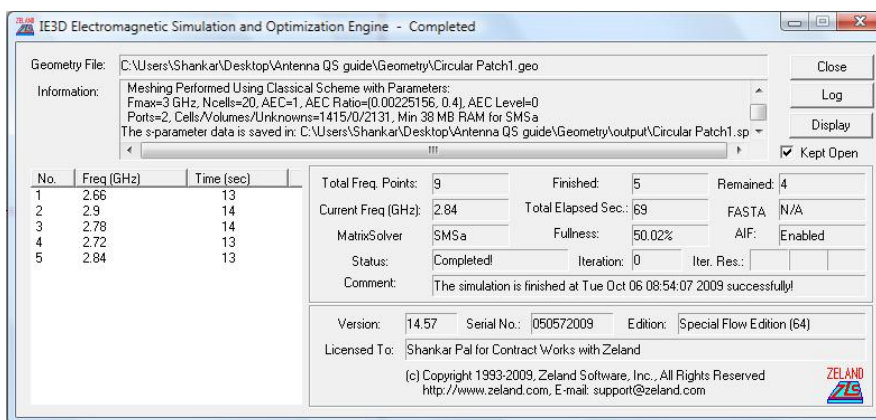 IE3D Electromagnetic Simulation and Optimization Engine - Completed
Geometry File: C:\Users\Shankar\Desktop\Antenna QS guide\Geometry\Circular Patch1.geo
Close
Information: Meshing Performed Using Classical Scheme with Parameters:
Fmax=3 GHz, Ncells=20, AEC=1, AEC Ratio=(0.00225156, 0.4), AEC Level=0
Ports=2, Cells/Volumes/Unknowns=1415/0/2131, Min 38 MB RAM for SMSa
The s-parameter data is saved in: C:\Users\Shankar\Desktop\Antenna QS guide\Geometry\output\Circular Patch1.sp
Log
Display
Kept Open
No. Freq (GHz) Time (sec)
1 2.66 13
2 2.9 14
3 2.78 14
4 2.72 13
5 2.84 13
Total Freq. Points: 9 Finished: 5 Remained: 4
Current Freq (GHz): 2.84 Total Elapsed Sec.: 69 FASTA N/A
MatrixSolver SMSa Fullness: 50.02% AIF: Enabled
Status: Completed! Iteration: 0 Iter. Res.:
Comment: The simulation is finished at Tue Oct 06 08:54:07 2009 successfully!
Version: 14.57 Serial No.: 050572009 Edition: Special Flow Edition (64)
Licensed To: Shankar Pal for Contract Works with Zeland
(c) Copyright 1993-2009, Zeland Software, Inc., All Rights Reserved
http://www.zeland.com, E-mail: support@zeland.com
ZELAND